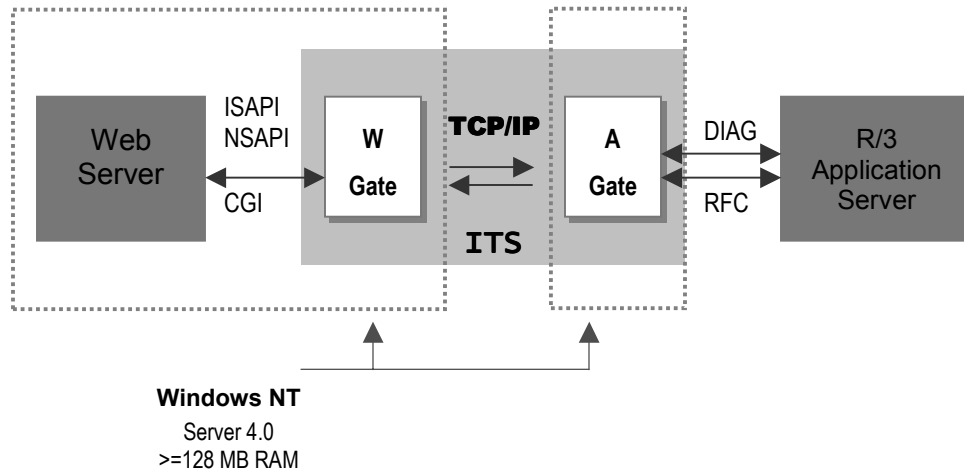 Web
Server
ISAPI
NSAPI
CGI
W
Gate
TCP/IP
ITS
A
Gate
DIAG
RFC
R/3
Application
Server
Windows NT
Server 4.0
>=128 MB RAM